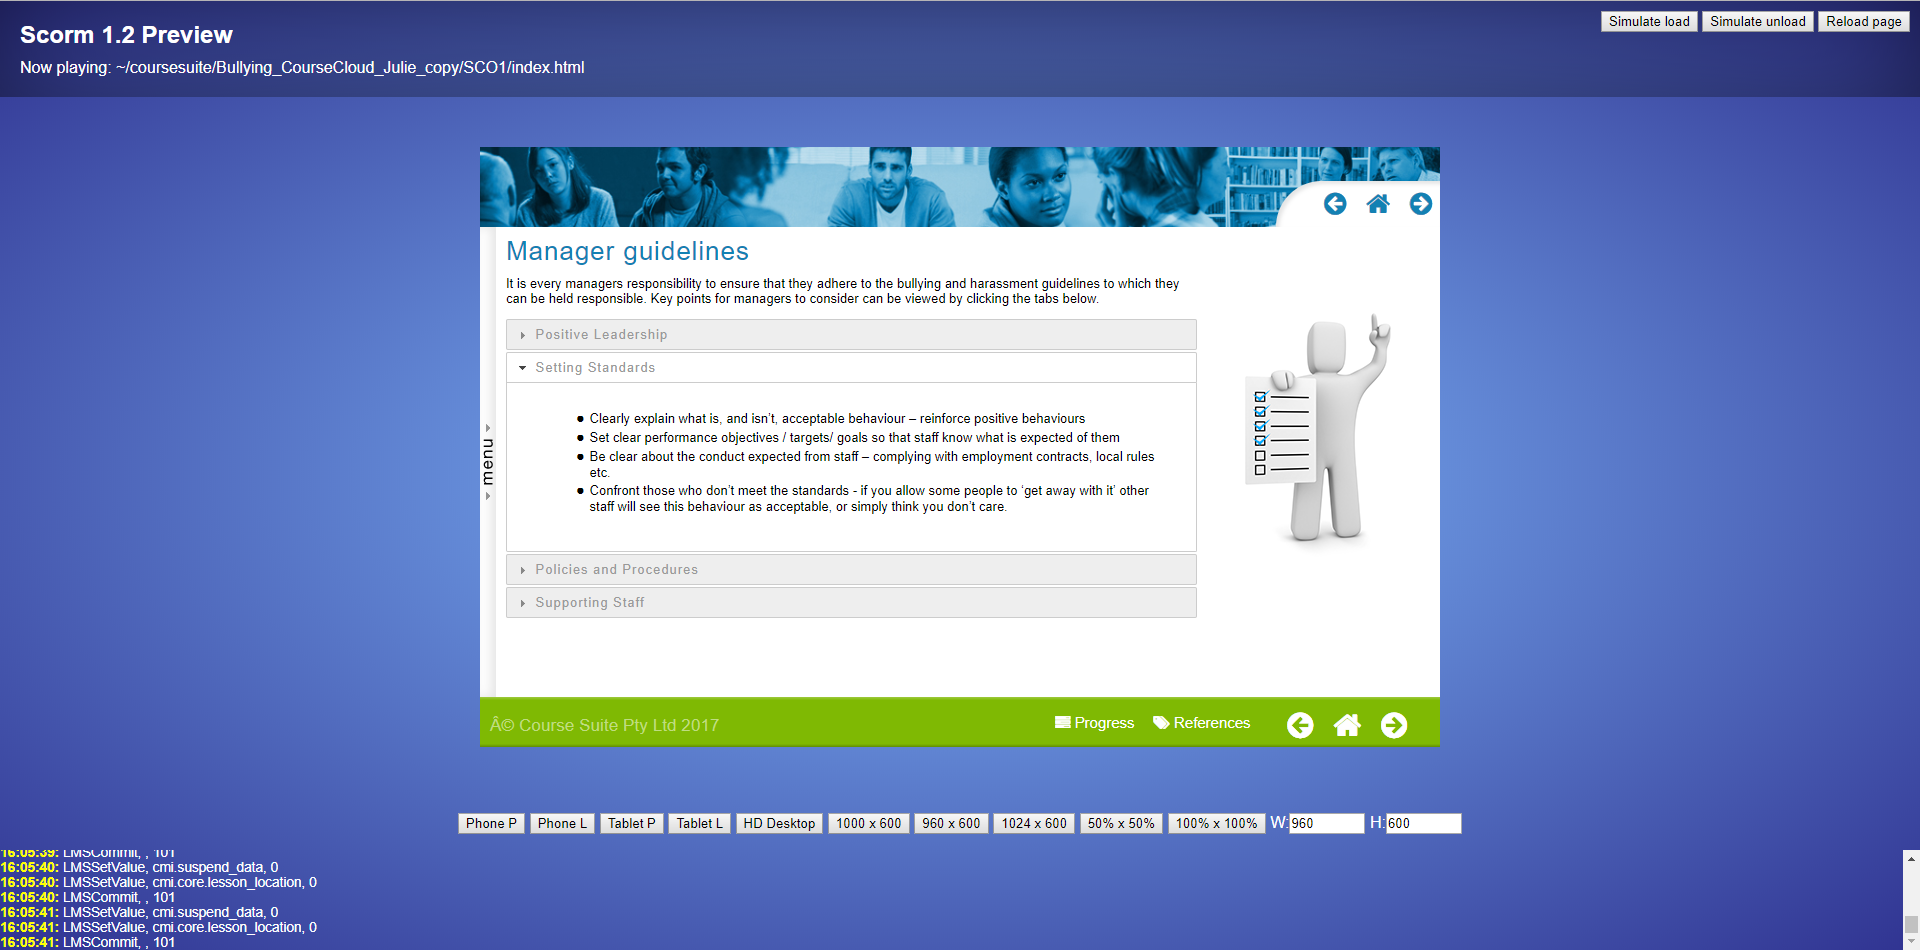 Scorm 1.2 Preview
Simulate load Simulate unload Reload page
Now playing: ~/coursesuite/Bullying_CourseCloud_Julie_copy/SCO1/index.html
Manager guidelines
It is every managers responsibility to ensure that they adhere to the bullying and harassment guidelines to which they
can be held responsible. Key points for managers to consider can be viewed by clicking the tabs below.
Positive Leadership
Setting Standards
Clearly explain what is, and isn’t, acceptable behaviour – reinforce positive behaviours
Set clear performance objectives / targets/ goals so that staff know what is expected of them
Be clear about the conduct expected from staff – complying with employment contracts, local rules
etc.
Confront those who don’t meet the standards - if you allow some people to ‘get away with it’ other
staff will see this behaviour as acceptable, or simply think you don’t care.
menu
Policies and Procedures
Supporting Staff
Â© Course Suite Pty Ltd 2017
Progress References
Phone P Phone L Tablet P Tablet L HD Desktop 1000 x 600 960 x 600 1024 x 600 50% x 50% 100% x 100% W: 960 H: 600
16:05:39: LMSCommit, , 101
16:05:40: LMSSetValue, cmi.suspend_data, 0
16:05:40: LMSSetValue, cmi.core.lesson_location, 0
16:05:40: LMSCommit, , 101
16:05:41: LMSSetValue, cmi.suspend_data, 0
16:05:41: LMSSetValue, cmi.core.lesson_location, 0
16:05:41: LMSCommit, , 101